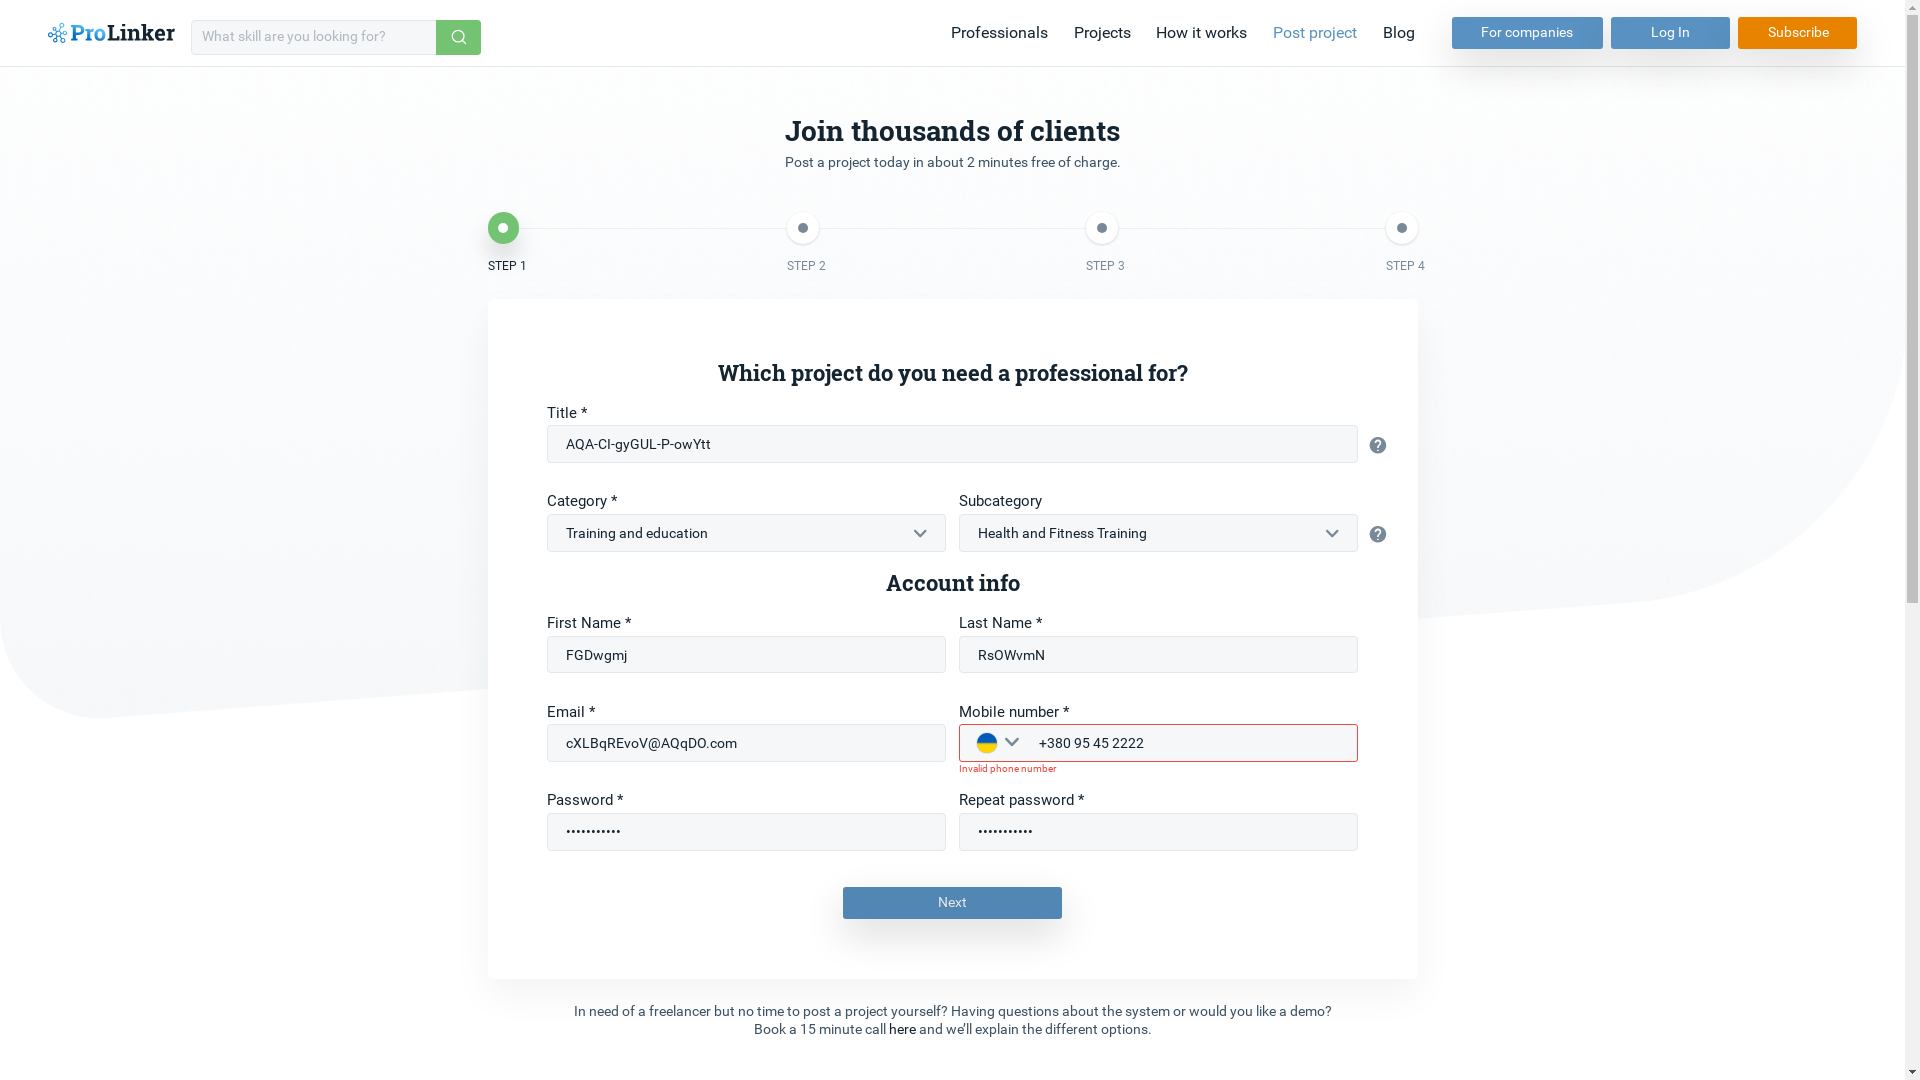 ProLinker
What skill are you looking for?
Professionals
Projects
How it works
Post project
Blog
For companies
Log In
Subscribe
Join thousands of clients
Post a project today in about 2 minutes free of charge.
STEP 1
STEP 2
STEP 3
STEP 4
Which project do you need a professional for?
Title *
AQA-CI-gyGUL-P-owYtt
Category *
Subcategory
Training and education
Health and Fitness Training
Account info
First Name *
Last Name *
FGDwgmj
RsOWvmN
Email *
Mobile number *
cXLBqREvoV@AQqDO.com
+380 95 45 2222
Invalid phone number
Password *
Repeat password *
•••••••••••
•••••••••••
Next
In need of a freelancer but no time to post a project yourself? Having questions about the system or would you like a demo?
Book a 15 minute call here and we’ll explain the different options.